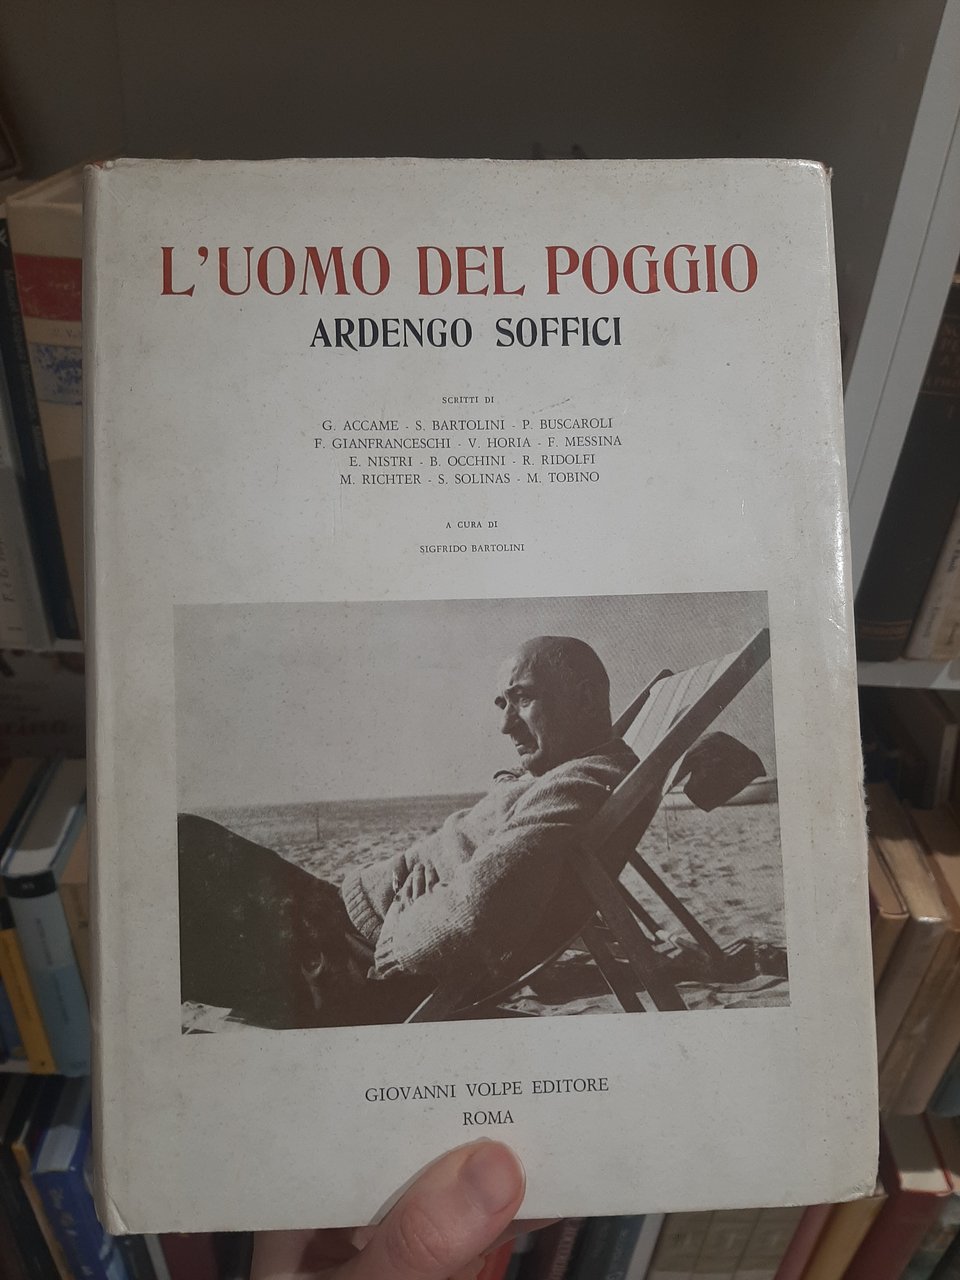 L'UOMO DEL POGGIO
ARDENGO SOFFICI
SCRITTI DI
G. ACCAME - S. BARTOLINI - P. BUSCAROLI
F. GIANFRANCESCHI - V. HORIA - F. MESSINA
E. NISTRI - B. OCCHINI - R. RIDOLFI
M. RICHTER - S. SOLINAS - M. TOBINO
A CURA DI
SIGFRIDO BARTOLINI
GIOVANNI VOLPE EDITORE
ROMA